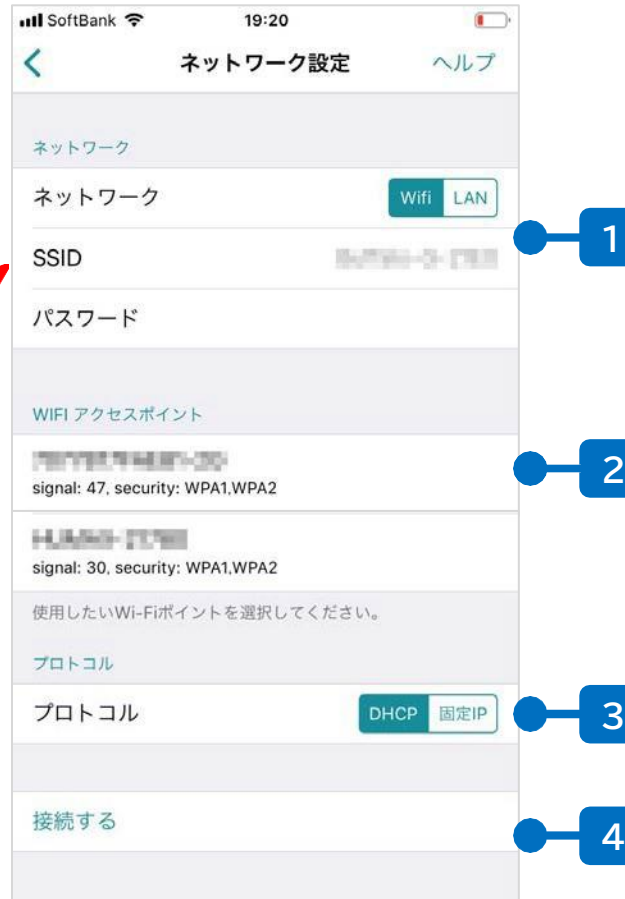 SoftBank 19:20
ネットワーク設定 ヘルプ
ネットワーク
ネットワーク Wifi LAN
1
SSID
パスワード
WIFI アクセスポイント
2
signal: 47, security: WPA1,WPA2
signal: 30, security: WPA1,WPA2
使用したいWi-Fiポイントを選択してください。
プロトコル
プロトコル DHCP 固定IP
3
接続する
4